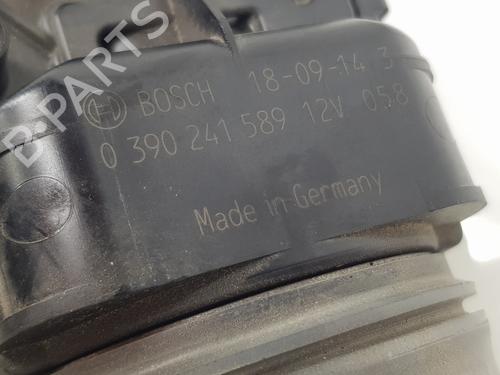 BOSCH 18-09-14 3
0 390 241 589 12V 058
Made in Germany
B-PARTS